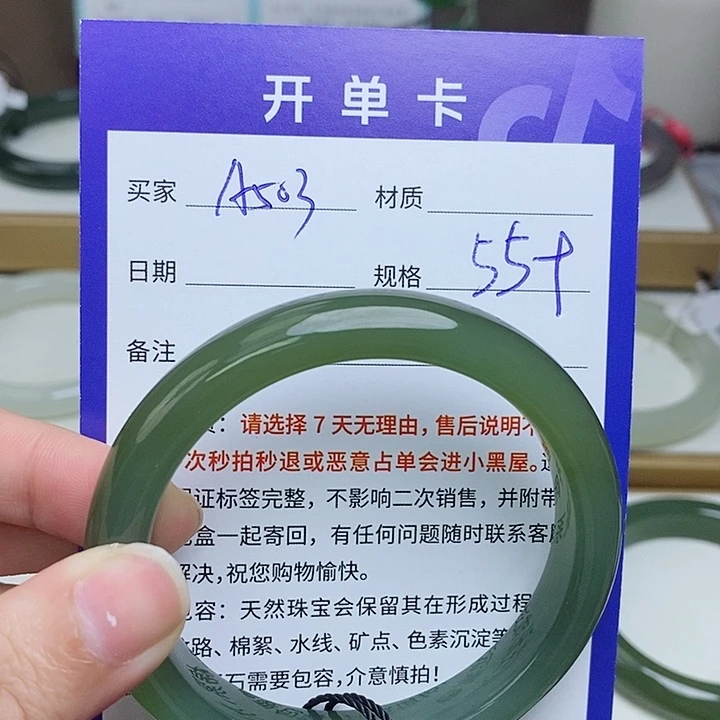 开单卡
买家 A503 材质
日期 规格 55+
备注
：请选择7天无理由，售后说明
次秒拍秒退或恶意占单会进小黑屋。
证标签完整，不影响二次销售，并附带
盒一起寄回，有任何问题随时联系客
解决，祝您购物愉快。
包容：天然珠宝会保留其在形成过程
路、棉絮、水线、矿点、色素沉淀等
石需要包容，介意慎拍！